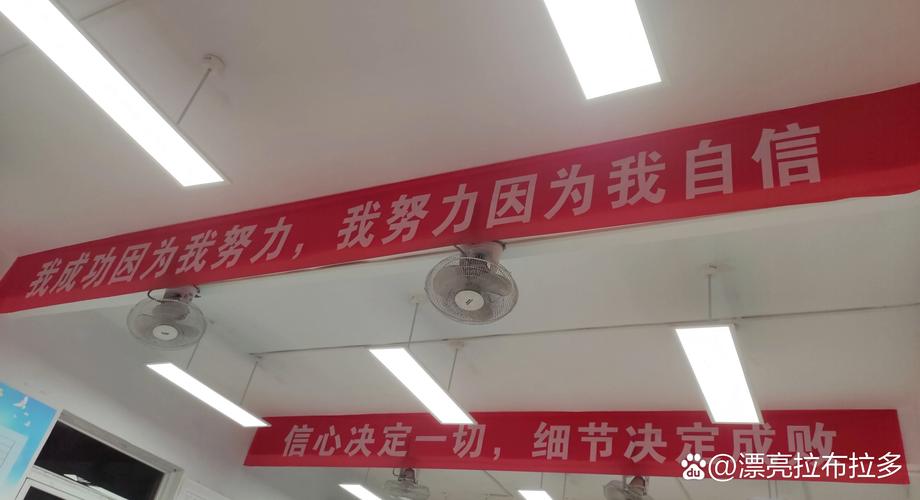 我成功因为我努力，我努力因为我自信
信心决定一切，细节决定成败
du @漂亮拉布拉多